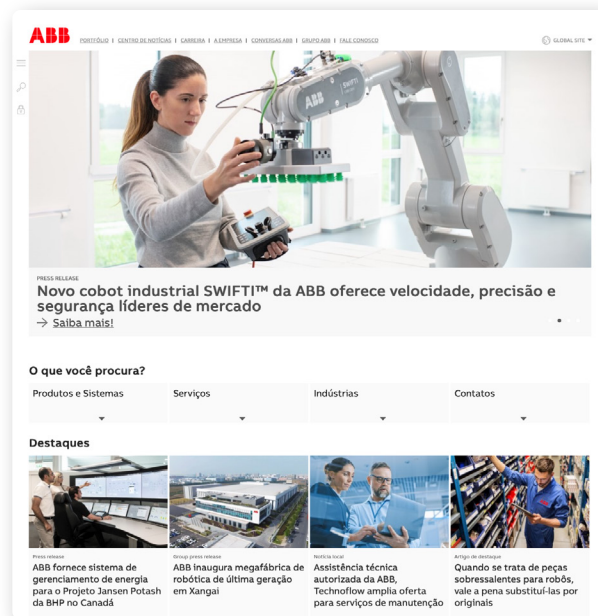 ABB
PORTFÓLIO | CENTRO DE NOTÍCIAS | CARREIRA | A EMPRESA | CONVERSAS ABB | GRUPO ABB | FALE CONOSCO
GLOBAL SITE
ABB
SWIFTI
PRESS RELEASE
Novo cobot industrial SWIFTI™ da ABB oferece velocidade, precisão e
segurança líderes de mercado
→ Saiba mais!
O que você procura?
Produtos e Sistemas
Serviços
Indústrias
Contatos
Destaques
Press release
ABB fornece sistema de
gerenciamento de energia
para o Projeto Jansen Potash
da BHP no Canadá
Group press release
ABB inaugura megafábrica de
robótica de última geração
em Xangai
Notícia local
Assistência técnica
autorizada da ABB,
Technoflow amplia oferta
para serviços de manutenção
Artigo de destaque
Quando se trata de peças
sobressalentes para robôs,
vale a pena substituí-las por
originais